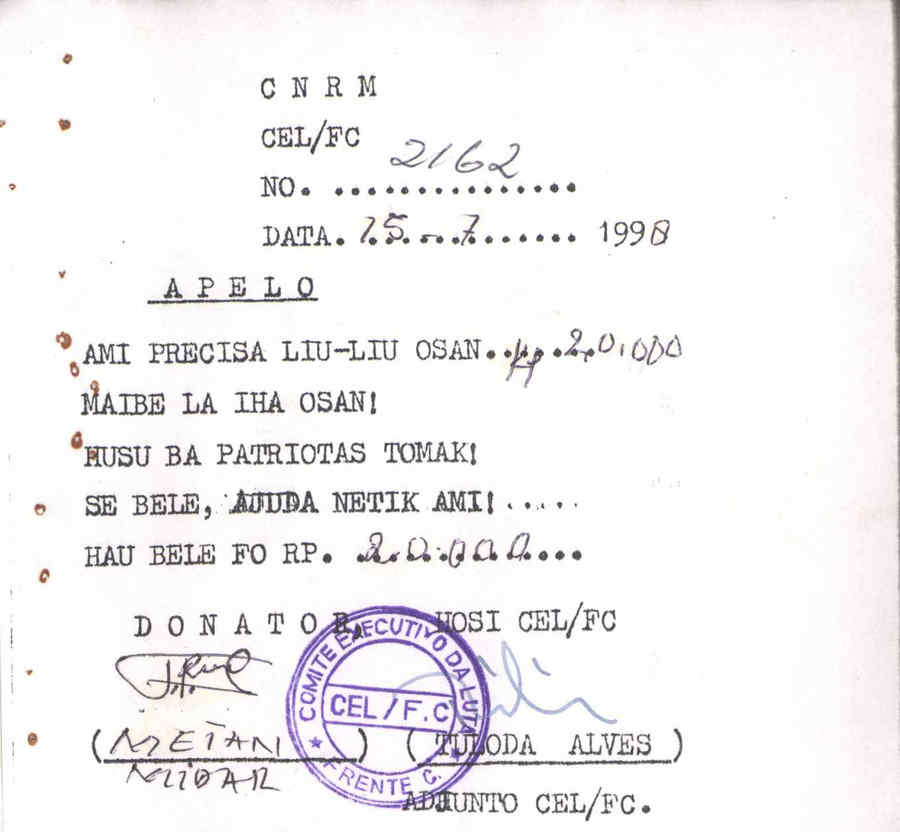 C N R M
CEL/FC
NO. 2162
DATA. 15 - 7 1998
A P E L O
AMI PRECISA LIU-LIU OSAN.. 20.000
MAIBE LA IHA OSAN!
HUSU BA PATRIOTAS TOMAK!
SE BELE, AJUDA NETIK AMI!.....
HAU BELE FO RP. 20.000....
D O N A T O R, HOSI CEL/FC
COMITE EXECUTIVO DA LUTA
CEL/F.C
FRENTE C.
( METAN ) ( TULODA ALVES )
ADJUNTO CEL/FC.